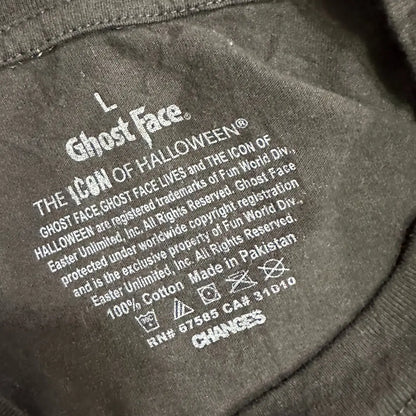 L
Ghost Face®
THE ICON OF HALLOWEEN®
GHOST FACE, GHOST FACE LIVES and THE ICON OF
HALLOWEEN are registered trademarks of Fun World Div.,
Easter Unlimited, Inc. All Rights Reserved. Ghost Face
protected under worldwide copyright registration
and is the exclusive property of Fun World Div.,
Easter Unlimited, Inc. All Rights Reserved.
100% Cotton Made in Pakistan
RN# 67585 CA# 31010
CHANGES